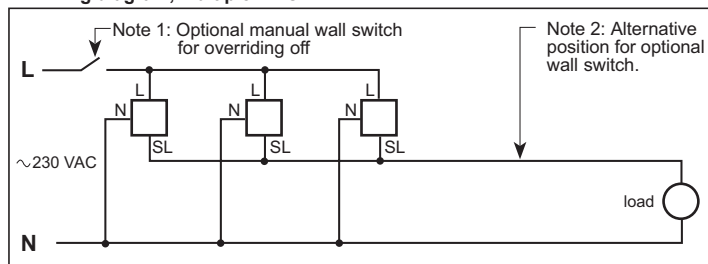 Note 1: Optional manual wall switch
for overriding off
Note 2: Alternative
position for optional
wall switch.
L
L
L
L
N
N
N
SL
SL
SL
~230 VAC
load
N